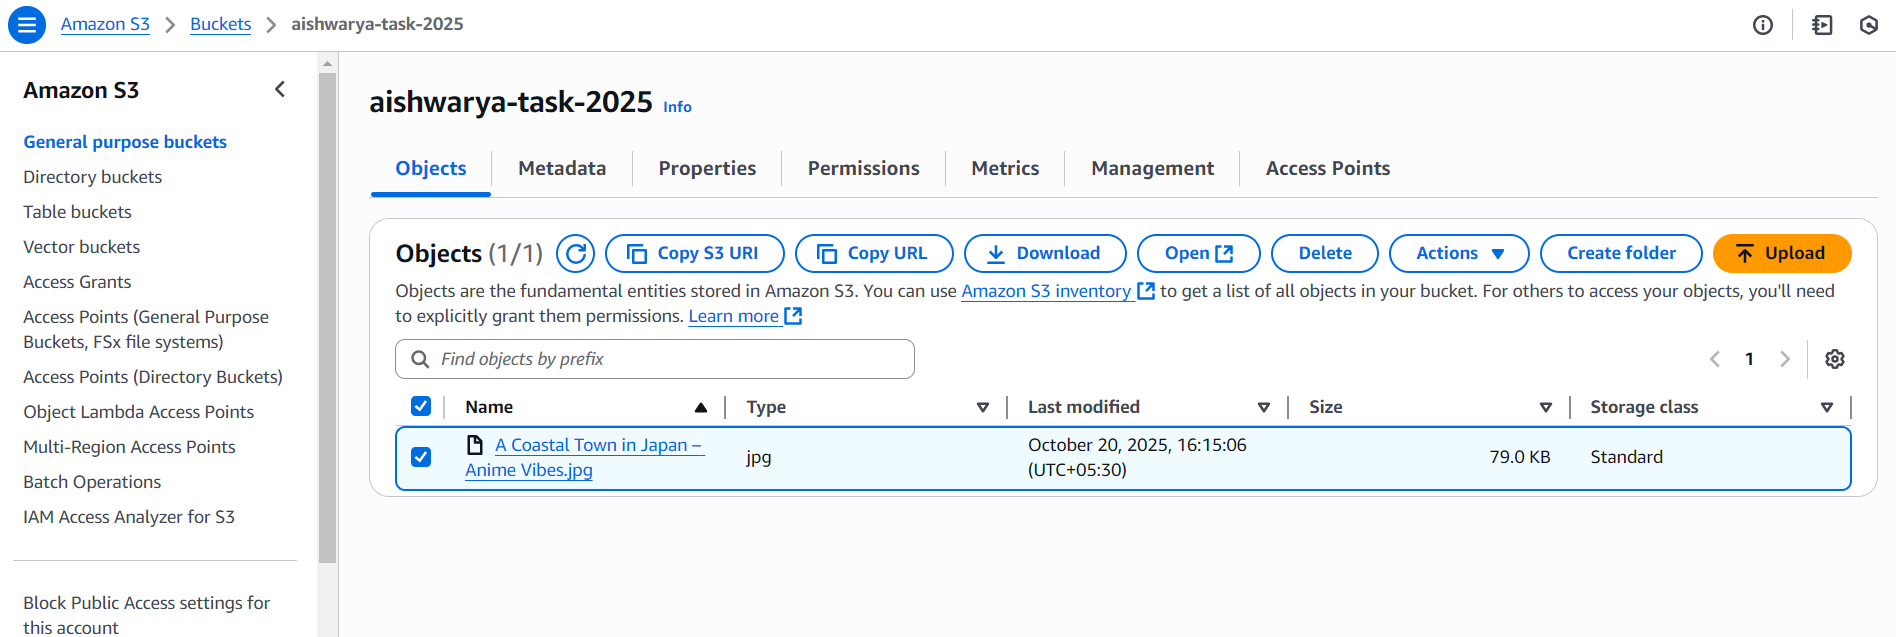 Amazon S3 > Buckets > aishwarya-task-2025
Amazon S3
General purpose buckets
Directory buckets
Table buckets
Vector buckets
Access Grants
Access Points (General Purpose
Buckets, FSx file systems)
Access Points (Directory Buckets)
Object Lambda Access Points
Multi-Region Access Points
Batch Operations
IAM Access Analyzer for S3
Block Public Access settings for
this account
aishwarya-task-2025 Info
Objects Metadata Properties Permissions Metrics Management Access Points
Objects (1/1) Copy S3 URI Copy URL Download Open Delete Actions Create folder Upload
Objects are the fundamental entities stored in Amazon S3. You can use Amazon S3 inventory to get a list of all objects in your bucket. For others to access your objects, you'll need
to explicitly grant them permissions. Learn more
Find objects by prefix
1
Name Type Last modified Size Storage class
A Coastal Town in Japan –
Anime Vibes.jpg
jpg
October 20, 2025, 16:15:06
(UTC+05:30)
79.0 KB
Standard